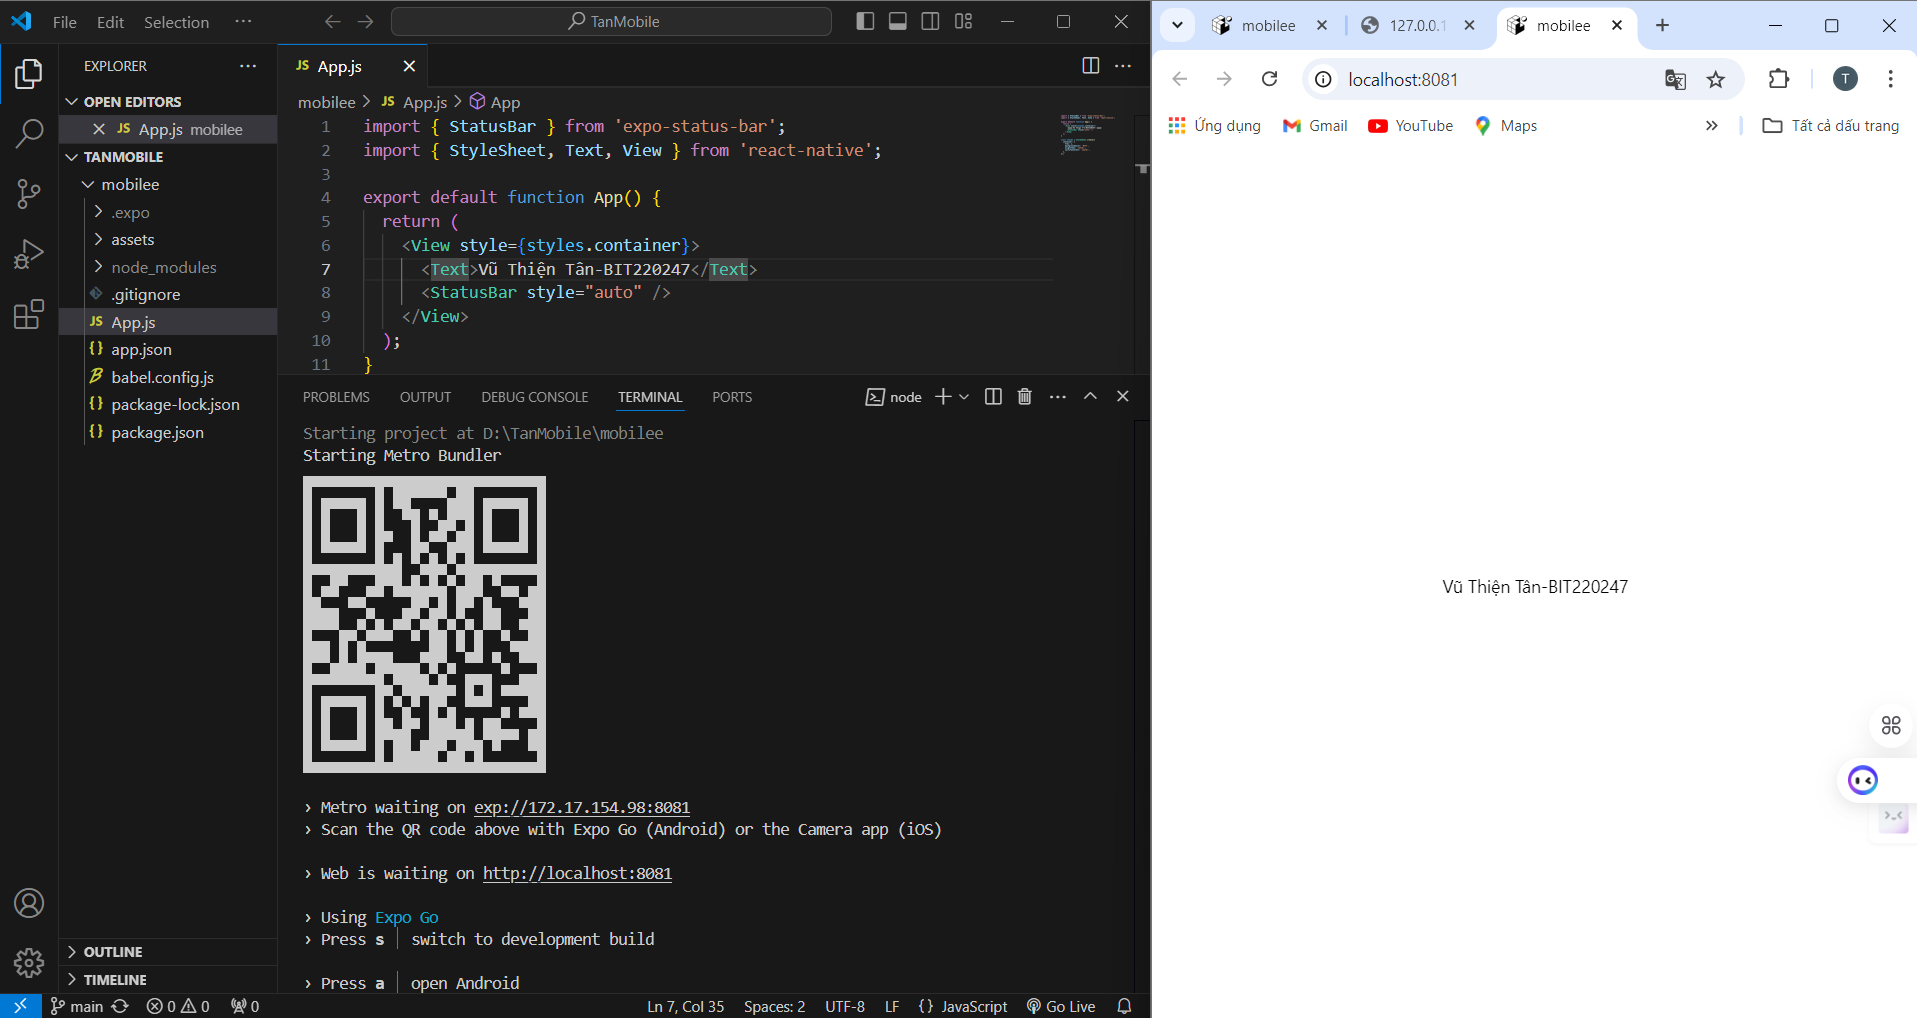 File Edit Selection ···
TanMobile
EXPLORER
OPEN EDITORS
JS App.js mobilee
TANMOBILE
mobilee
.expo
assets
node_modules
.gitignore
JS App.js
{} app.json
babel.config.js
{} package-lock.json
{} package.json
OUTLINE
TIMELINE
JS App.js
mobilee > JS App.js > App
1 import { StatusBar } from 'expo-status-bar';
2 import { StyleSheet, Text, View } from 'react-native';
3
4 export default function App() {
5 return (
6 <View style={styles.container}>
7 <Text>Vũ Thiện Tân-BIT220247</Text>
8 <StatusBar style="auto" />
9 </View>
10 );
11 }
PROBLEMS OUTPUT DEBUG CONSOLE TERMINAL PORTS
node
Starting project at D:\TanMobile\mobilee
Starting Metro Bundler
› Metro waiting on exp://172.17.154.98:8081
› Scan the QR code above with Expo Go (Android) or the Camera app (iOS)
› Web is waiting on http://localhost:8081
› Using Expo Go
› Press s │ switch to development build
› Press a │ open Android
main 0 0 0
Ln 7, Col 35 Spaces: 2 UTF-8 LF {} JavaScript Go Live
mobilee
127.0.0.1
mobilee
localhost:8081
T
Ứng dụng Gmail YouTube Maps » Tất cả dấu trang
Vũ Thiện Tân-BIT220247